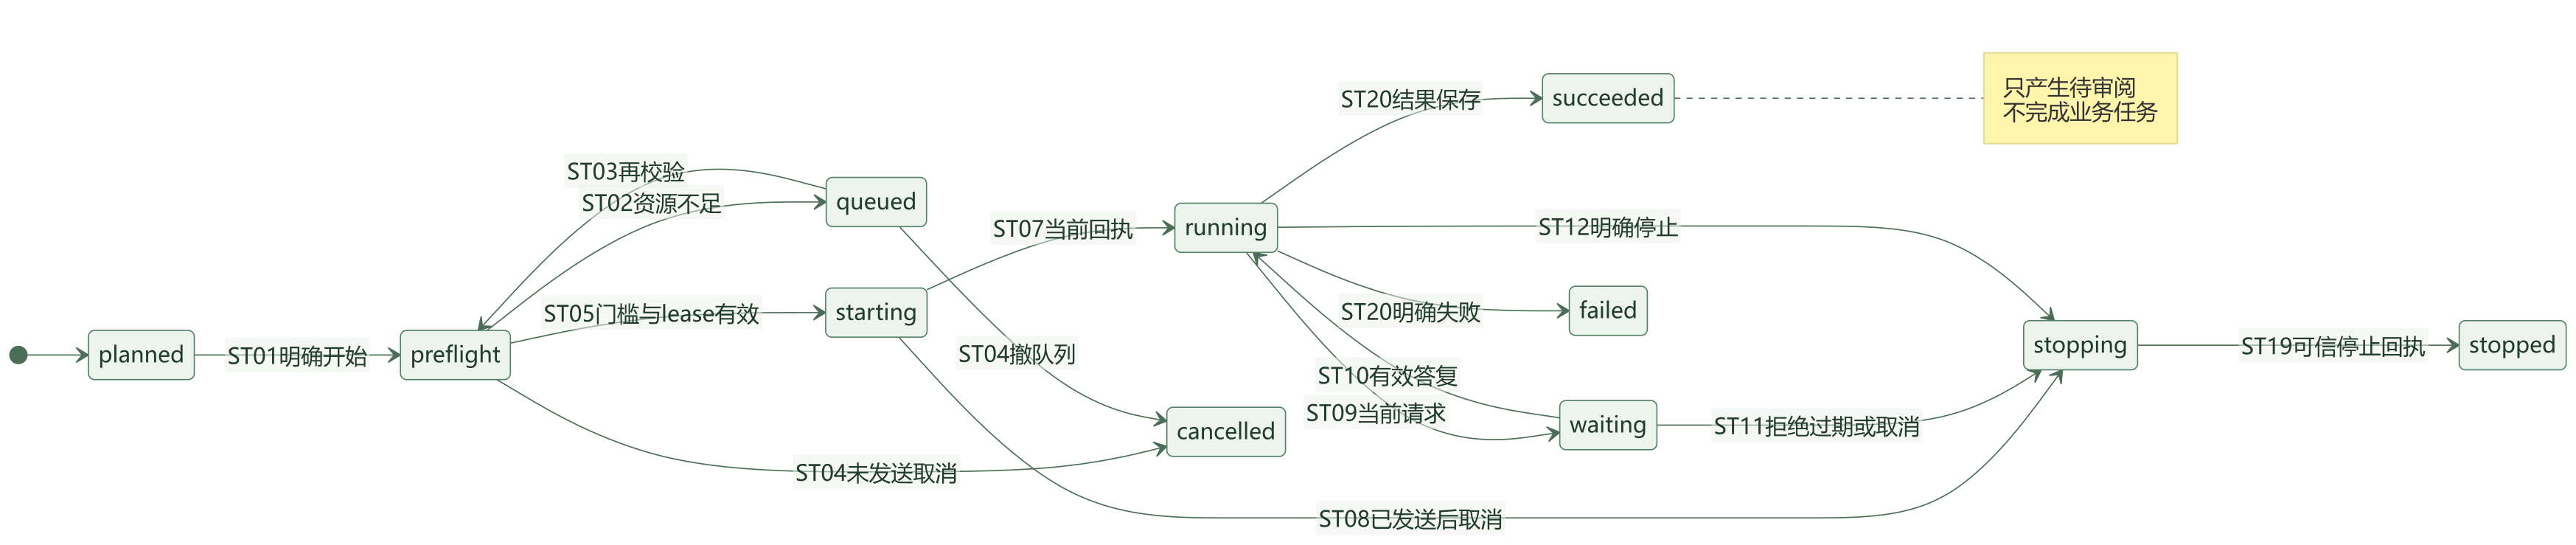 ST20结果保存
succeeded
只产生待审阅
不完成业务任务
ST03再校验
ST02资源不足
queued
ST07当前回执
running
ST12明确停止
ST05门槛与lease有效
starting
ST20明确失败
failed
planned
ST01明确开始
preflight
ST04撤队列
stopping
ST19可信停止回执
stopped
ST10有效答复
ST09当前请求
cancelled
waiting
ST11拒绝过期或取消
ST04未发送取消
ST08已发送后取消